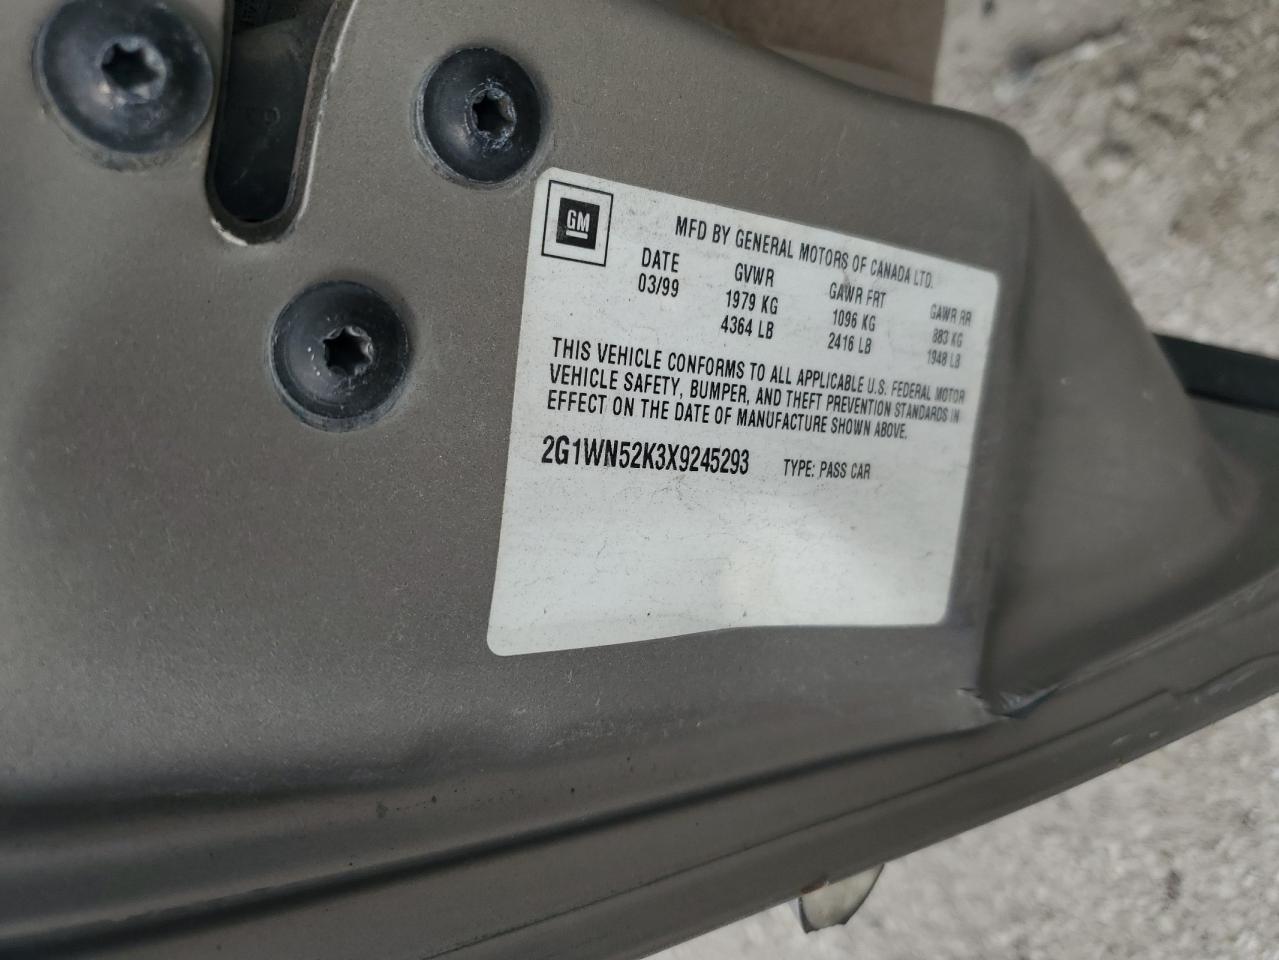 GM
MFD BY GENERAL MOTORS OF CANADA LTD.
DATE GVWR GAWR FRT GAWR RR
03/99 1979 KG 1096 KG 883 KG
4364 LB 2416 LB 1948 LB
THIS VEHICLE CONFORMS TO ALL APPLICABLE U.S. FEDERAL MOTOR
VEHICLE SAFETY, BUMPER, AND THEFT PREVENTION STANDARDS IN
EFFECT ON THE DATE OF MANUFACTURE SHOWN ABOVE.
2G1WN52K3X9245293 TYPE: PASS CAR